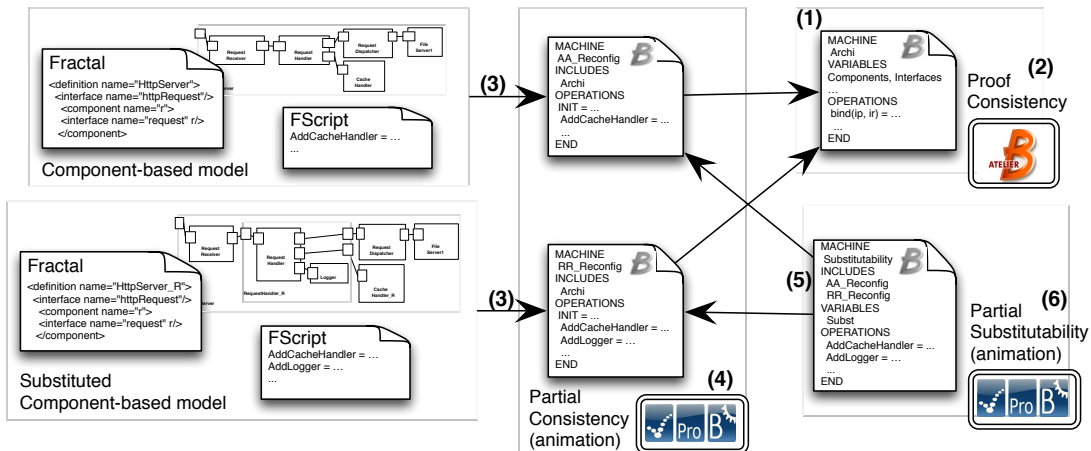 Fractal
<definition name="HttpServer">
<interface name="httpRequest"/>
<component name="r">
<interface name="request" r/>
</component>
Request
Receiver
Request
Handler
Request
Dispatcher
File
Server1
Cache
Handler
erver
FScript
AddCacheHandler = ...
...
Component-based model
(3)
MACHINE
AA_Reconfig
INCLUDES
Archi
OPERATIONS
INIT = ...
AddCacheHandler = ...
...
END
B
(1)
MACHINE
Archi
VARIABLES
Components, Interfaces
...
OPERATIONS
bind(ip, ir) = ...
...
END
B
(2)
Proof
Consistency
ATELIER
B
Fractal
<definition name="HttpServer_R">
<interface name="httpRequest"/>
<component name="r">
<interface name="request" r/>
</component>
Request
Receiver
Request
Handler
Logger
RequestHandler_R
Request
Dispatcher
File
Server1
Cache
Handler_R
erver
FScript
AddCacheHandler = ...
AddLogger = ...
...
Substituted
Component-based model
(3)
MACHINE
RR_Reconfig
INCLUDES
Archi
OPERATIONS
INIT = ...
AddCacheHandler = ...
AddLogger = ...
...
END
B
(4)
Partial
Consistency
(animation)
Pro B
(5)
MACHINE
Substitutability
INCLUDES
AA_Reconfig
RR_Reconfig
VARIABLES
Subst
OPERATIONS
AddCacheHandler = ...
AddLogger = ...
...
END
B
(6)
Partial
Substitutability
(animation)
Pro B